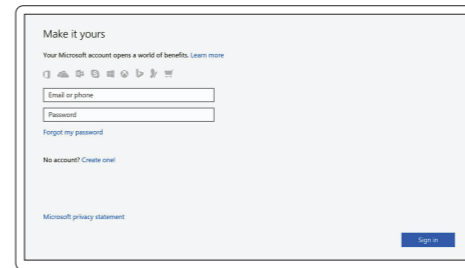 Make it yours
Your Microsoft account opens a world of benefits. Learn more
Email or phone
Password
Forgot my password
No account? Create one!
Microsoft privacy statement
Sign in